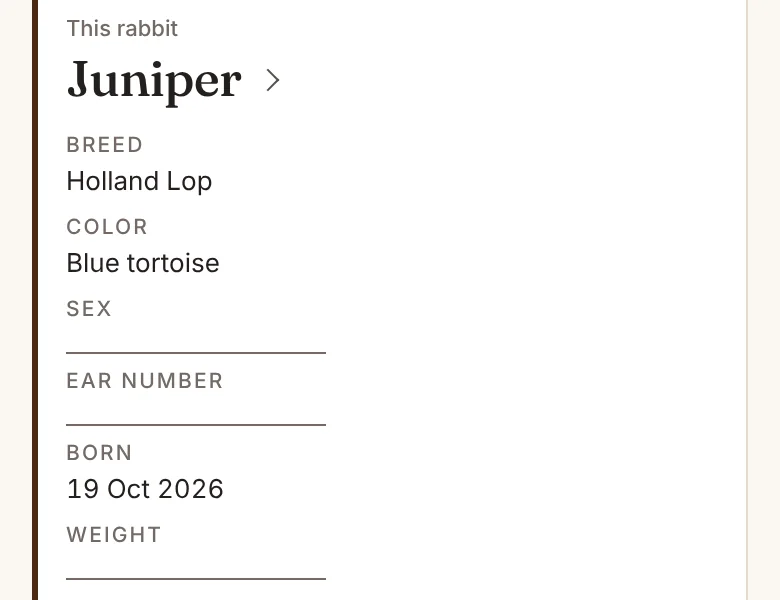 This rabbit
Juniper
BREED
Holland Lop
COLOR
Blue tortoise
SEX
EAR NUMBER
BORN
19 Oct 2026
WEIGHT